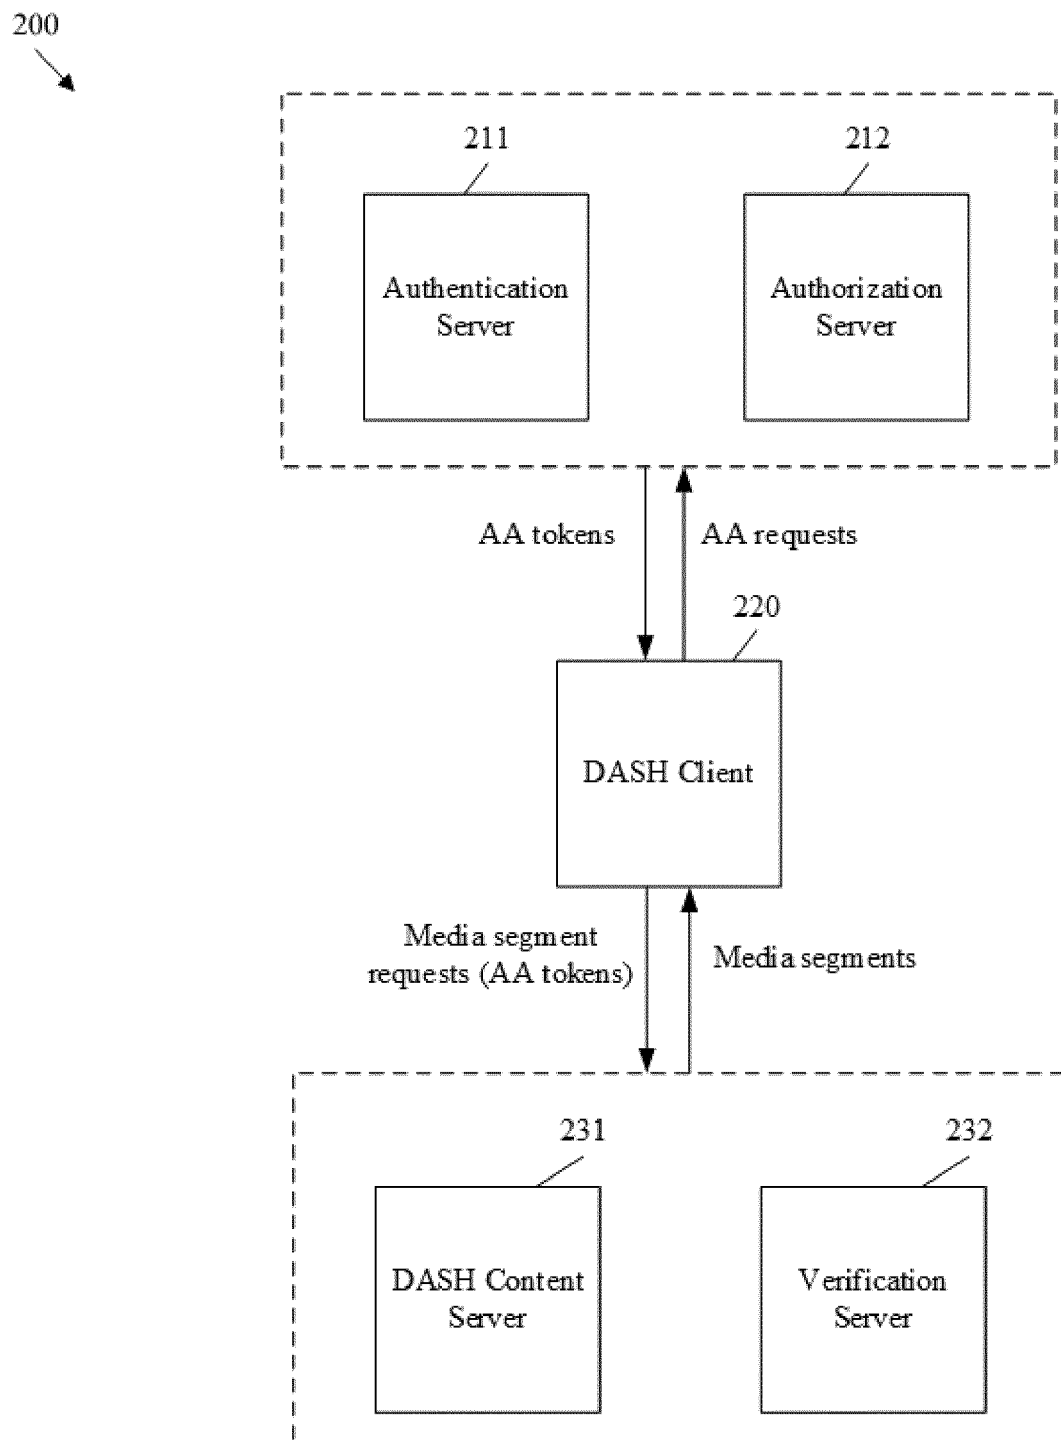 200
211
212
Authentication
Server
Authorization
Server
AA tokens
AA requests
220
DASH Client
Media segment
requests (AA tokens)
Media segments
231
232
DASH Content
Server
Verification
Server